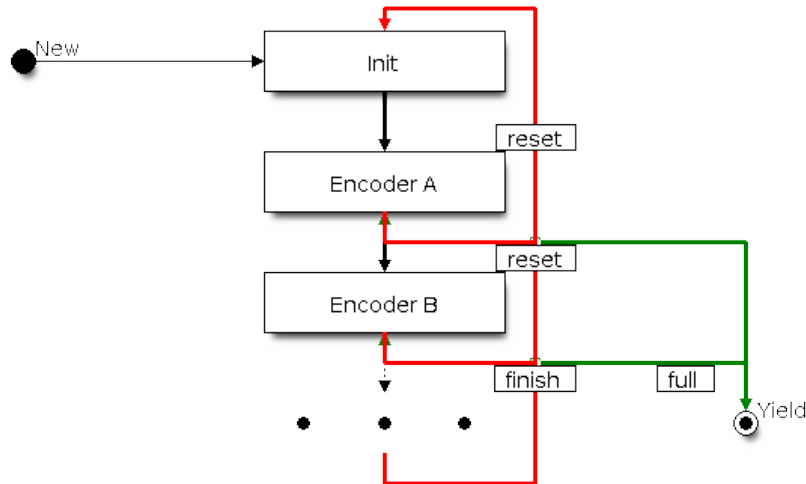 New
Init
reset
Encoder A
reset
Encoder B
finish
full
Yield